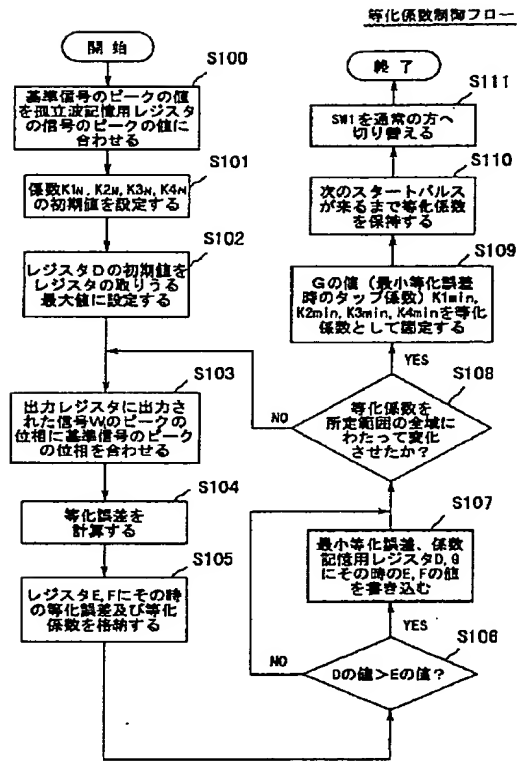 等化係数制御フロー
開始
S100
基準信号のピークの値
を孤立波記憶用レジスタ
の信号のピークの値に
合わせる
S101
係数K1N, K2N, K3N, K4N
の初期値を設定する
S102
レジスタDの初期値を
レジスタの取りうる
最大値に設定する
S103
出力レジスタに出力され
た信号Wのピークの
位相に基準信号のピーク
の位相を合わせる
S104
等化誤差を
計算する
S105
レジスタE,Fにその時
の等化誤差及び等化
係数を格納する
S106
Dの値>Eの値?
NO
YES
S107
最小等化誤差、係数
記憶用レジスタD,G
にその時のE,Fの値
を書き込む
S108
等化係数を
所定範囲の全域に
わたって変化
させたか?
NO
YES
S109
Gの値(最小等化誤差
時のタップ係数)K1min,
K2min,K3min,K4minを等化
係数として固定する
S110
次のスタートパルス
が来るまで等化係数
を保持する
S111
SW1を通常の方へ
切り替える
終了